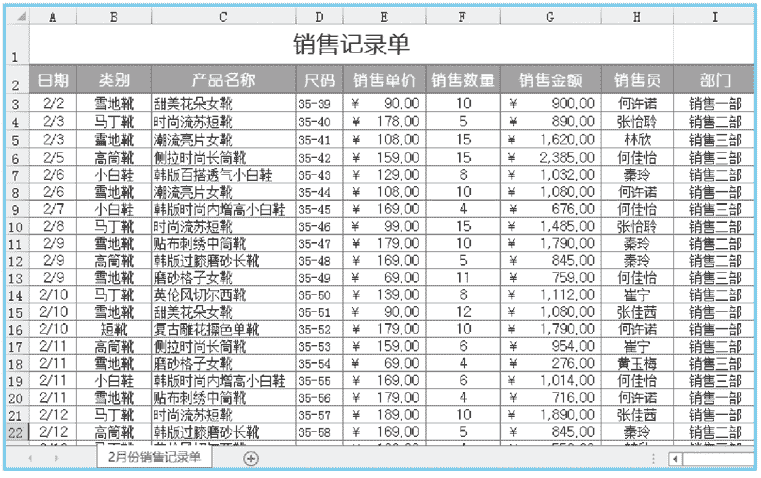 A B C D E F G H I
1 销售记录单
2 日期 类别 产品名称 尺码 销售单价 销售数量 销售金额 销售员 部门
3 2/2 雪地靴 甜美花朵女靴 35-39 ¥ 90.00 10 ¥ 900.00 何许诺 销售一部
4 2/3 马丁靴 时尚流苏短靴 35-40 ¥ 178.00 5 ¥ 890.00 张怡聆 销售二部
5 2/3 雪地靴 潮流亮片女靴 35-41 ¥ 108.00 15 ¥ 1,620.00 林欣 销售三部
6 2/5 高筒靴 侧拉时尚长筒靴 35-42 ¥ 159.00 15 ¥ 2,385.00 何佳怡 销售三部
7 2/6 小白鞋 韩版百搭透气小白鞋 35-43 ¥ 129.00 8 ¥ 1,032.00 秦玲 销售二部
8 2/6 雪地靴 潮流亮片女靴 35-44 ¥ 108.00 10 ¥ 1,080.00 何许诺 销售一部
9 2/7 小白鞋 韩版时尚内增高小白鞋 35-45 ¥ 169.00 4 ¥ 676.00 何佳怡 销售三部
10 2/8 马丁靴 时尚流苏短靴 35-46 ¥ 99.00 15 ¥ 1,485.00 张怡聆 销售二部
11 2/9 雪地靴 贴布刺绣中筒靴 35-47 ¥ 179.00 10 ¥ 1,790.00 秦玲 销售二部
12 2/9 高筒靴 韩版过膝磨砂长靴 35-48 ¥ 169.00 5 ¥ 845.00 秦玲 销售二部
13 2/9 雪地靴 磨砂格子女靴 35-49 ¥ 69.00 11 ¥ 759.00 何佳怡 销售三部
14 2/10 马丁靴 英伦风切尔西靴 35-50 ¥ 139.00 8 ¥ 1,112.00 崔宁 销售二部
15 2/10 雪地靴 甜美花朵女靴 35-51 ¥ 90.00 12 ¥ 1,080.00 张佳茜 销售一部
16 2/10 短靴 复古雕花擦色单靴 35-52 ¥ 179.00 10 ¥ 1,790.00 何许诺 销售一部
17 2/11 高筒靴 侧拉时尚长筒靴 35-53 ¥ 159.00 6 ¥ 954.00 崔宁 销售二部
18 2/11 雪地靴 磨砂格子女靴 35-54 ¥ 69.00 4 ¥ 276.00 黄玉梅 销售三部
19 2/11 小白鞋 韩版时尚内增高小白鞋 35-55 ¥ 169.00 6 ¥ 1,014.00 何佳怡 销售三部
20 2/11 雪地靴 贴布刺绣中筒靴 35-56 ¥ 179.00 4 ¥ 716.00 何许诺 销售一部
21 2/12 马丁靴 时尚流苏短靴 35-57 ¥ 189.00 10 ¥ 1,890.00 张佳茜 销售一部
22 2/12 高筒靴 韩版过膝磨砂长靴 35-58 ¥ 169.00 5 ¥ 845.00 秦玲 销售二部
2月份销售记录单